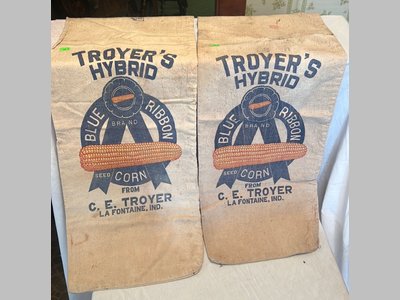 TROYER'S
HYBRID
BLUE RIBBON
BRAND
SEED CORN
FROM
C. E. TROYER
LA FONTAINE, IND.
TROYER'S
HYBRID
BLUE RIBBON
BRAND
SEED CORN
FROM
C. E. TROYER
LA FONTAINE, IND.